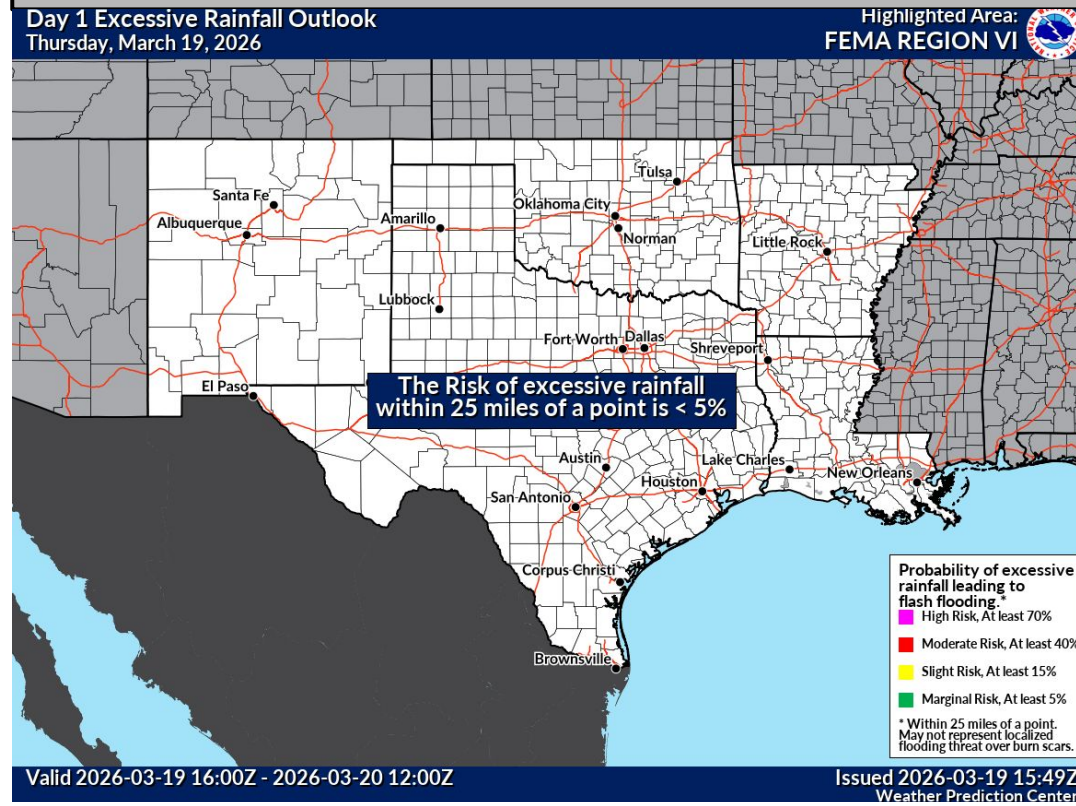 Day 1 Excessive Rainfall Outlook
Thursday, March 19, 2026
Highlighted Area:
FEMA REGION VI
Tulsa
Santa Fe
Oklahoma City
Albuquerque
Amarillo
Norman
Little Rock
Lubbock
Fort Worth
Dallas
Shreveport
El Paso
The Risk of excessive rainfall
within 25 miles of a point is < 5%
Austin
Lake Charles
Houston
New Orleans
San Antonio
Corpus Christi
Brownsville
Probability of excessive
rainfall leading to
flash flooding.*
High Risk, At least 70%
Moderate Risk, At least 40%
Slight Risk, At least 15%
Marginal Risk, At least 5%
* Within 25 miles of a point.
May not represent localized
flooding threat over burn scars.
Valid 2026-03-19 16:00Z - 2026-03-20 12:00Z
Issued 2026-03-19 15:49Z
Weather Prediction Center